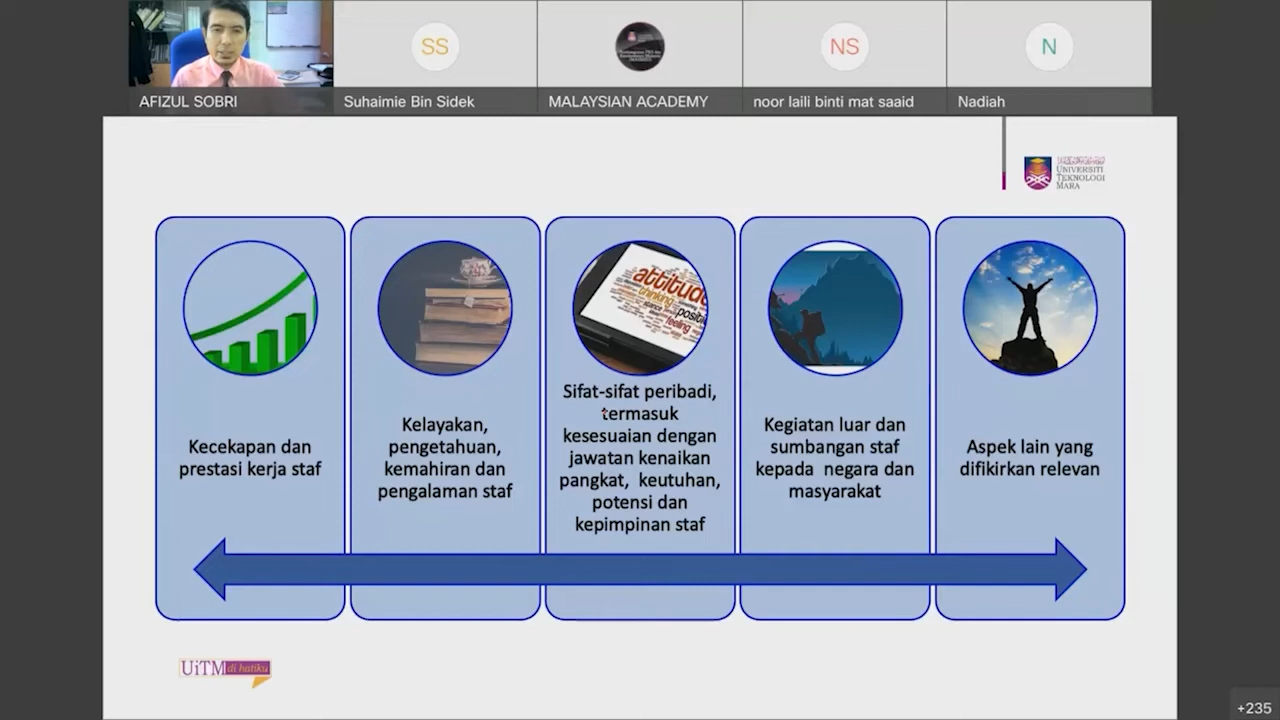 SS
NS
N
AFIZUL SOBRI
Suhaimie Bin Sidek
MALAYSIAN ACADEMY
noor laili binti mat saaid
Nadiah
UNIVERSITI
TEKNOLOGI
MARA
attitude
thinking
positi
feeling
Kecekapan dan
prestasi kerja staf
Kelayakan,
pengetahuan,
kemahiran dan
pengalaman staf
Sifat-sifat peribadi,
termasuk
kesesuaian dengan
jawatan kenaikan
pangkat, keutuhan,
potensi dan
kepimpinan staf
Kegiatan luar dan
sumbangan staf
kepada negara dan
masyarakat
Aspek lain yang
difikirkan relevan
UiTM di hatiku
+235